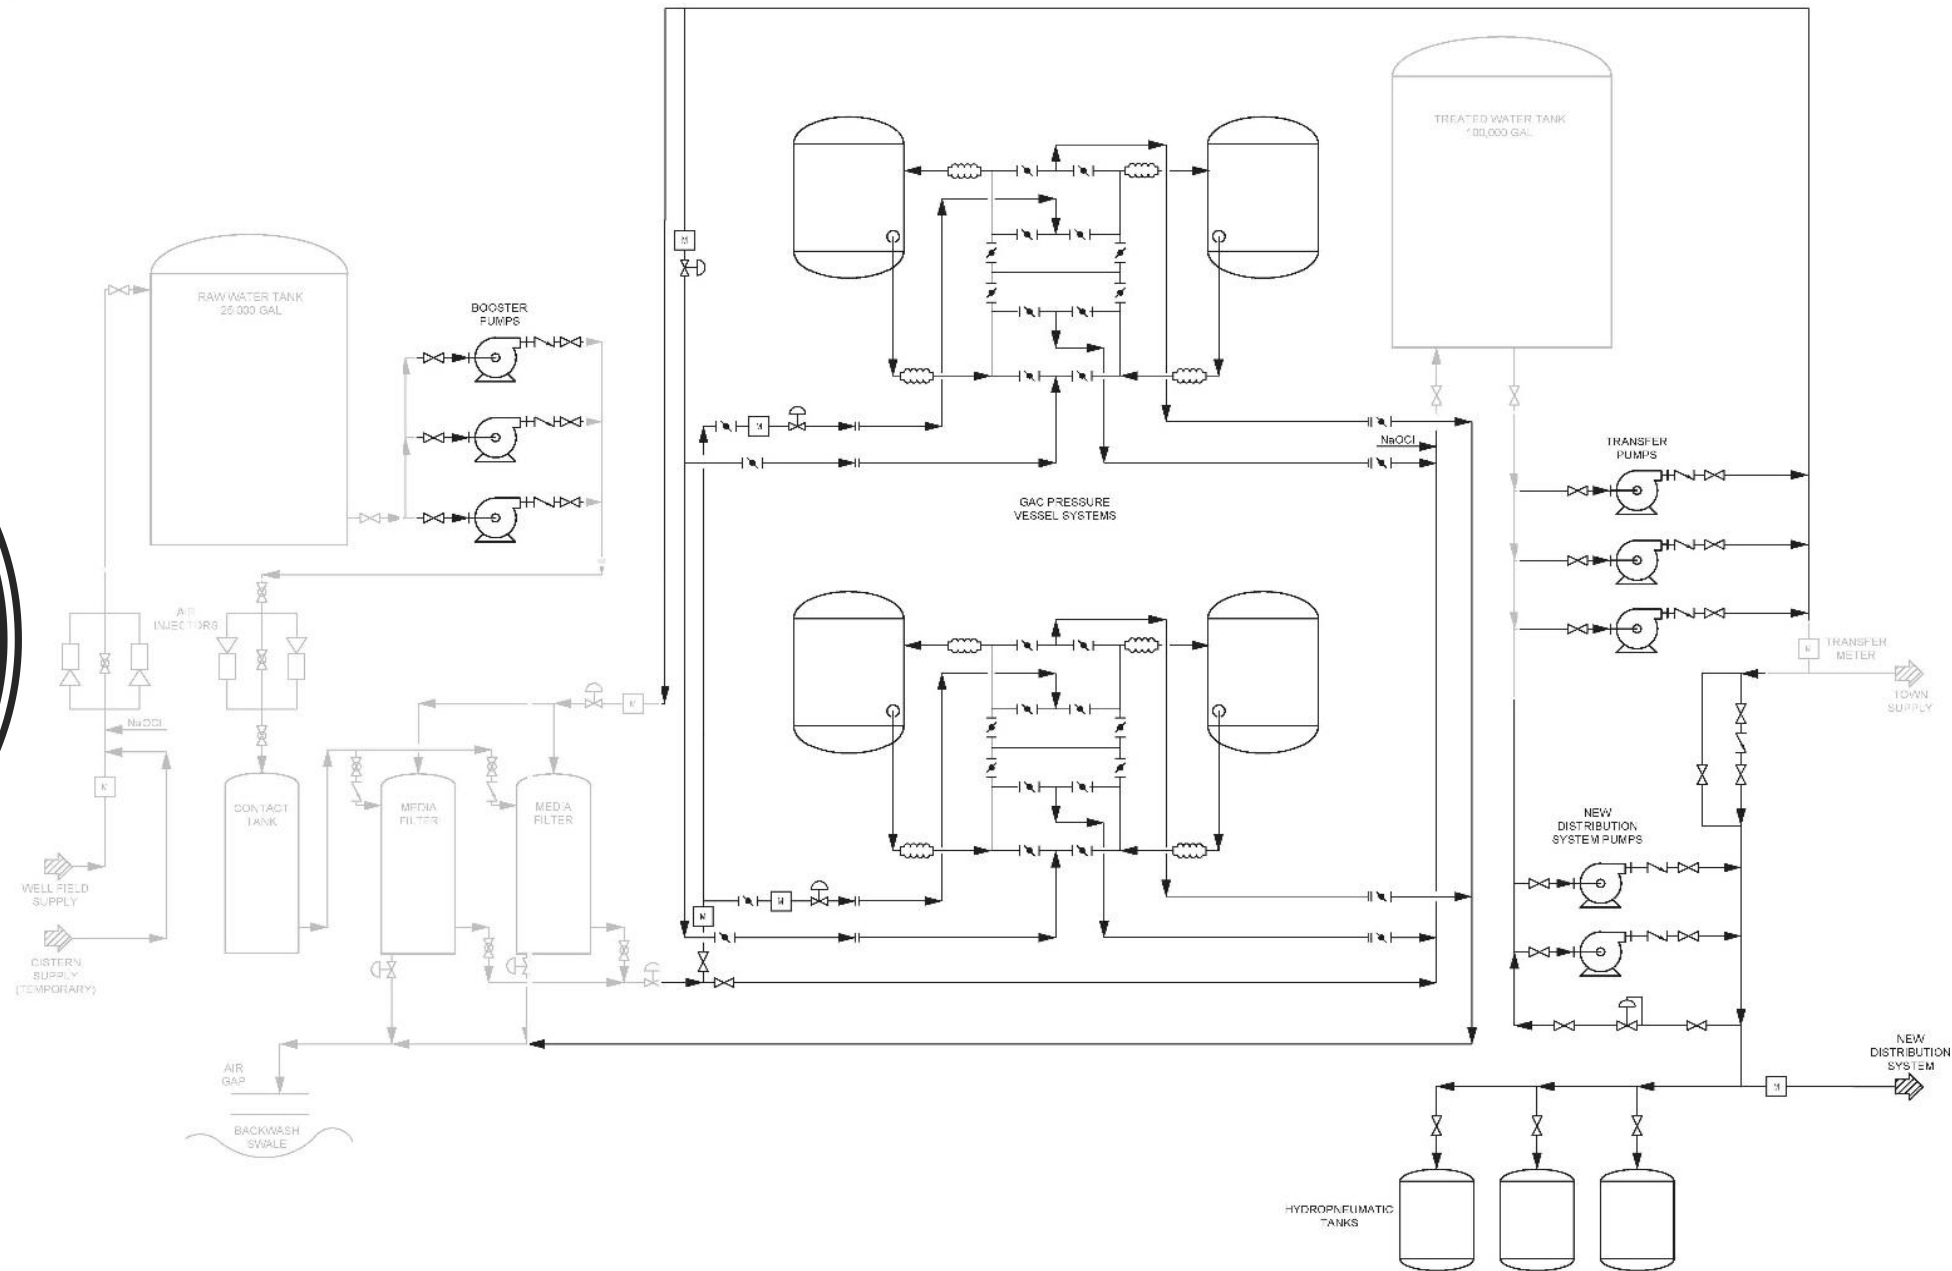 RAW WATER TANK
25,000 GAL
BOOSTER
PUMPS
TREATED WATER TANK
100,000 GAL
M
M
M
NaOCl
TRANSFER
PUMPS
GAC PRESSURE
VESSEL SYSTEMS
AIR
INJECTORS
NaOCl
M
M
M
TRANSFER
METER
TOWN
SUPPLY
CONTACT
TANK
MEDIA
FILTER
MEDIA
FILTER
NEW
DISTRIBUTION
SYSTEM PUMPS
WELL FIELD
SUPPLY
M
M
CISTERN
SUPPLY
(TEMPORARY)
AIR
GAP
BACKWASH
SWALE
NEW
DISTRIBUTION
SYSTEM
M
HYDROPNEUMATIC
TANKS